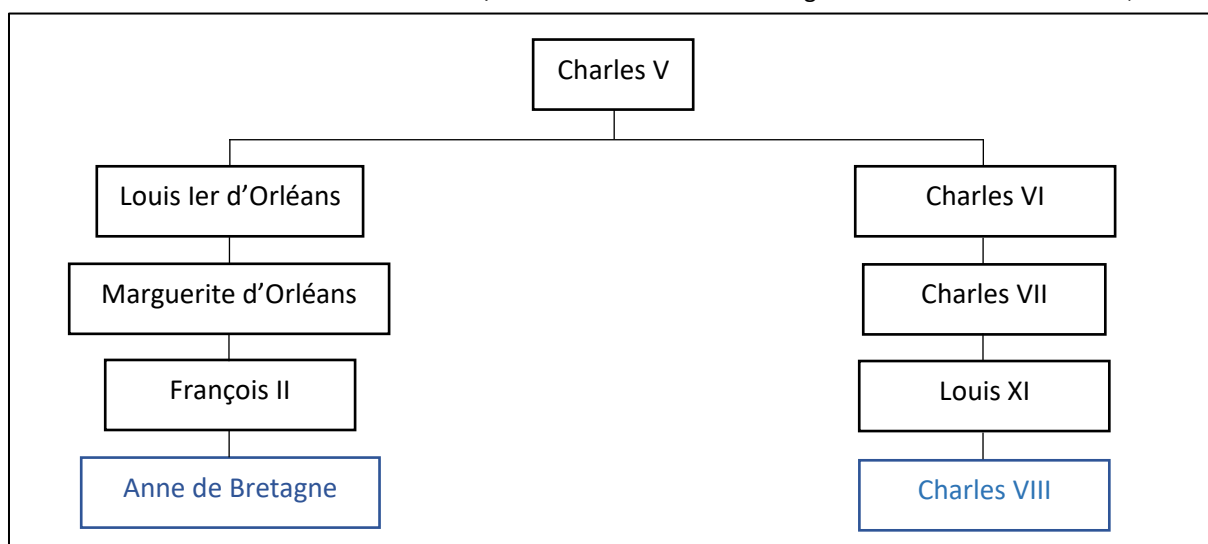 Charles V
Louis Ier d’Orléans
Charles VI
Marguerite d’Orléans
Charles VII
François II
Louis XI
Anne de Bretagne
Charles VIII